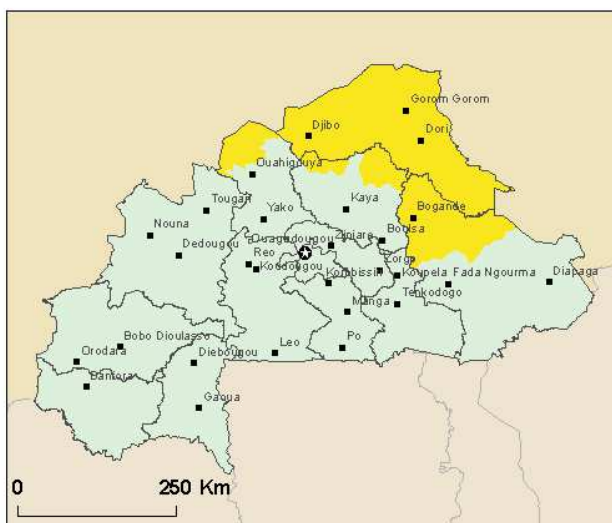 Gorom Gorom
Djibo
Dori
Ouahigouya
Tougan
Kaya
Bogande
Yako
Nouna
Ouagadougou
Ziniare
Boulsa
Dedougou
Reo
Zorgo
Koudougou
Kombissiri
Koupela
Fada Ngourma
Diapaga
Manga
Tenkodogo
Bobo Dioulasso
Orodara
Diebougou
Leo
Po
Banfora
Gaoua
0
250 Km